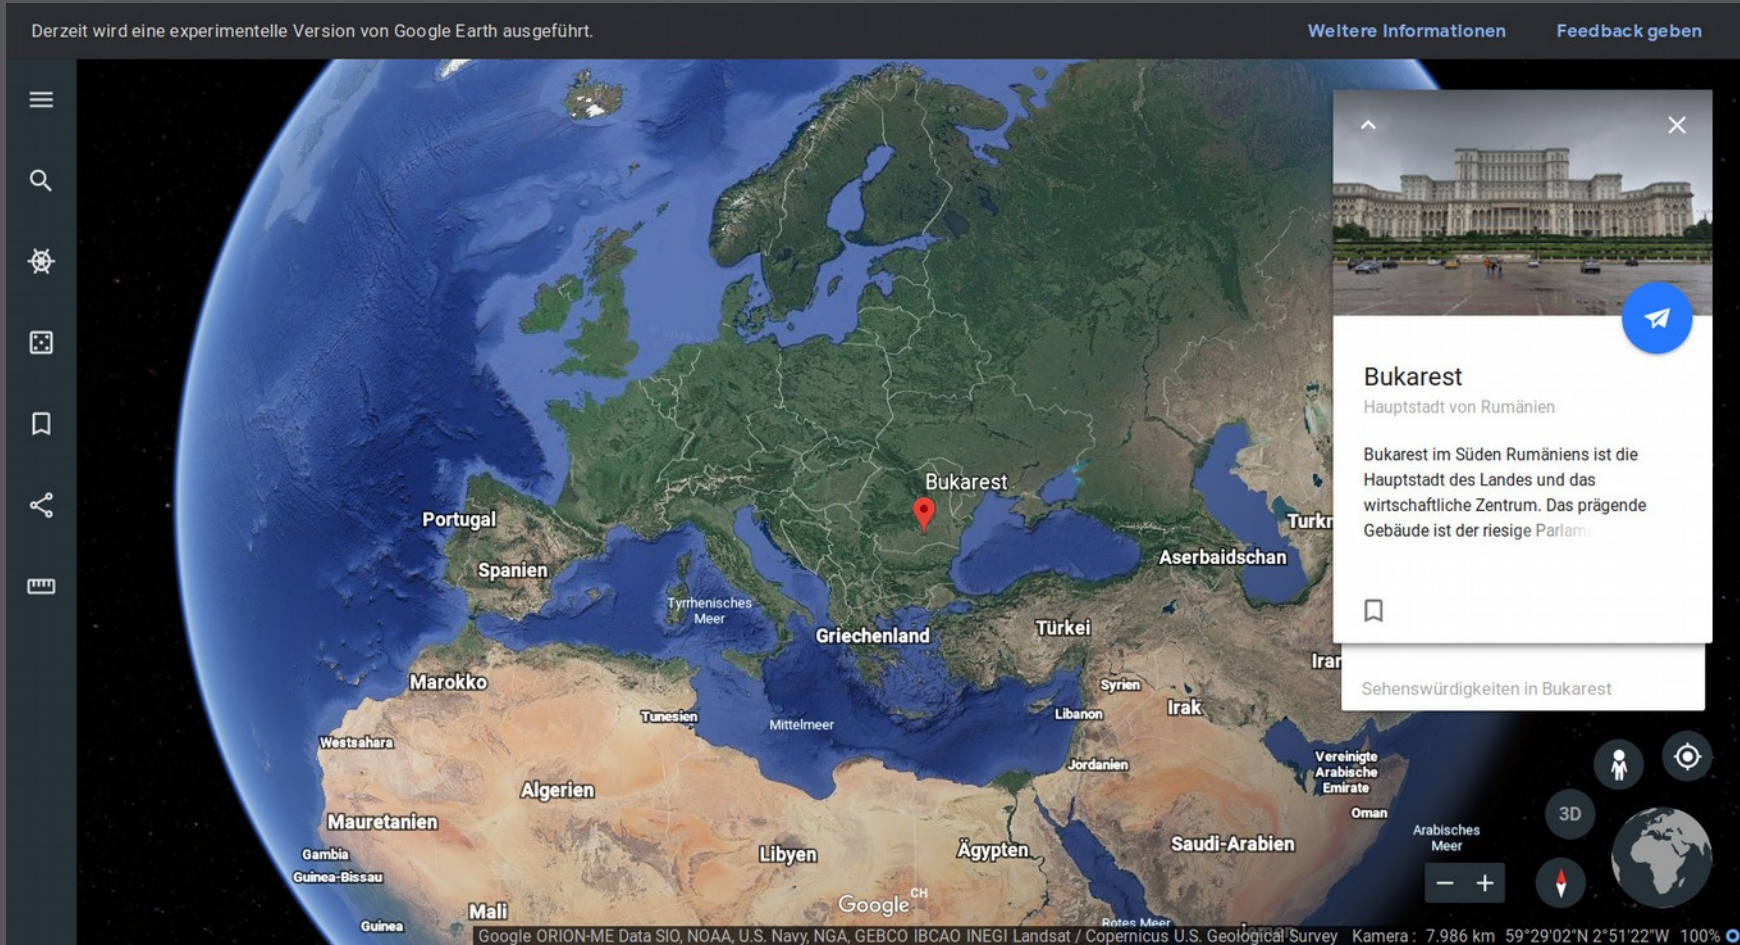 Derzeit wird eine experimentelle Version von Google Earth ausgeführt.
Weitere Informationen
Feedback geben
Bukarest
Hauptstadt von Rumänien
Bukarest im Süden Rumäniens ist die
Hauptstadt des Landes und das
wirtschaftliche Zentrum. Das prägende
Gebäude ist der riesige Parlam
Sehenswürdigkeiten in Bukarest
Bukarest
Portugal
Spanien
Turkr
Aserbaidschan
Tyrrhenisches
Meer
Griechenland
Türkei
Iran
Marokko
Syrien
Tunesien
Libanon
Irak
Mittelmeer
Westsahara
Jordanien
Vereinigte
Arabische
Emirate
Algerien
Oman
3D
Mauretanien
Arabisches
Meer
Gambia
Libyen
Ägypten
Saudi-Arabien
Guinea-Bissau
CH
Google
Mali
Guinea
Rotes Meer
Google ORION-ME Data SIO, NOAA, U.S. Navy, NGA, GEBCO IBCAO INEGI Landsat / Copernicus U.S. Geological Survey
Kamera : 7.986 km 59°29'02"N 2°51'22"W 100%